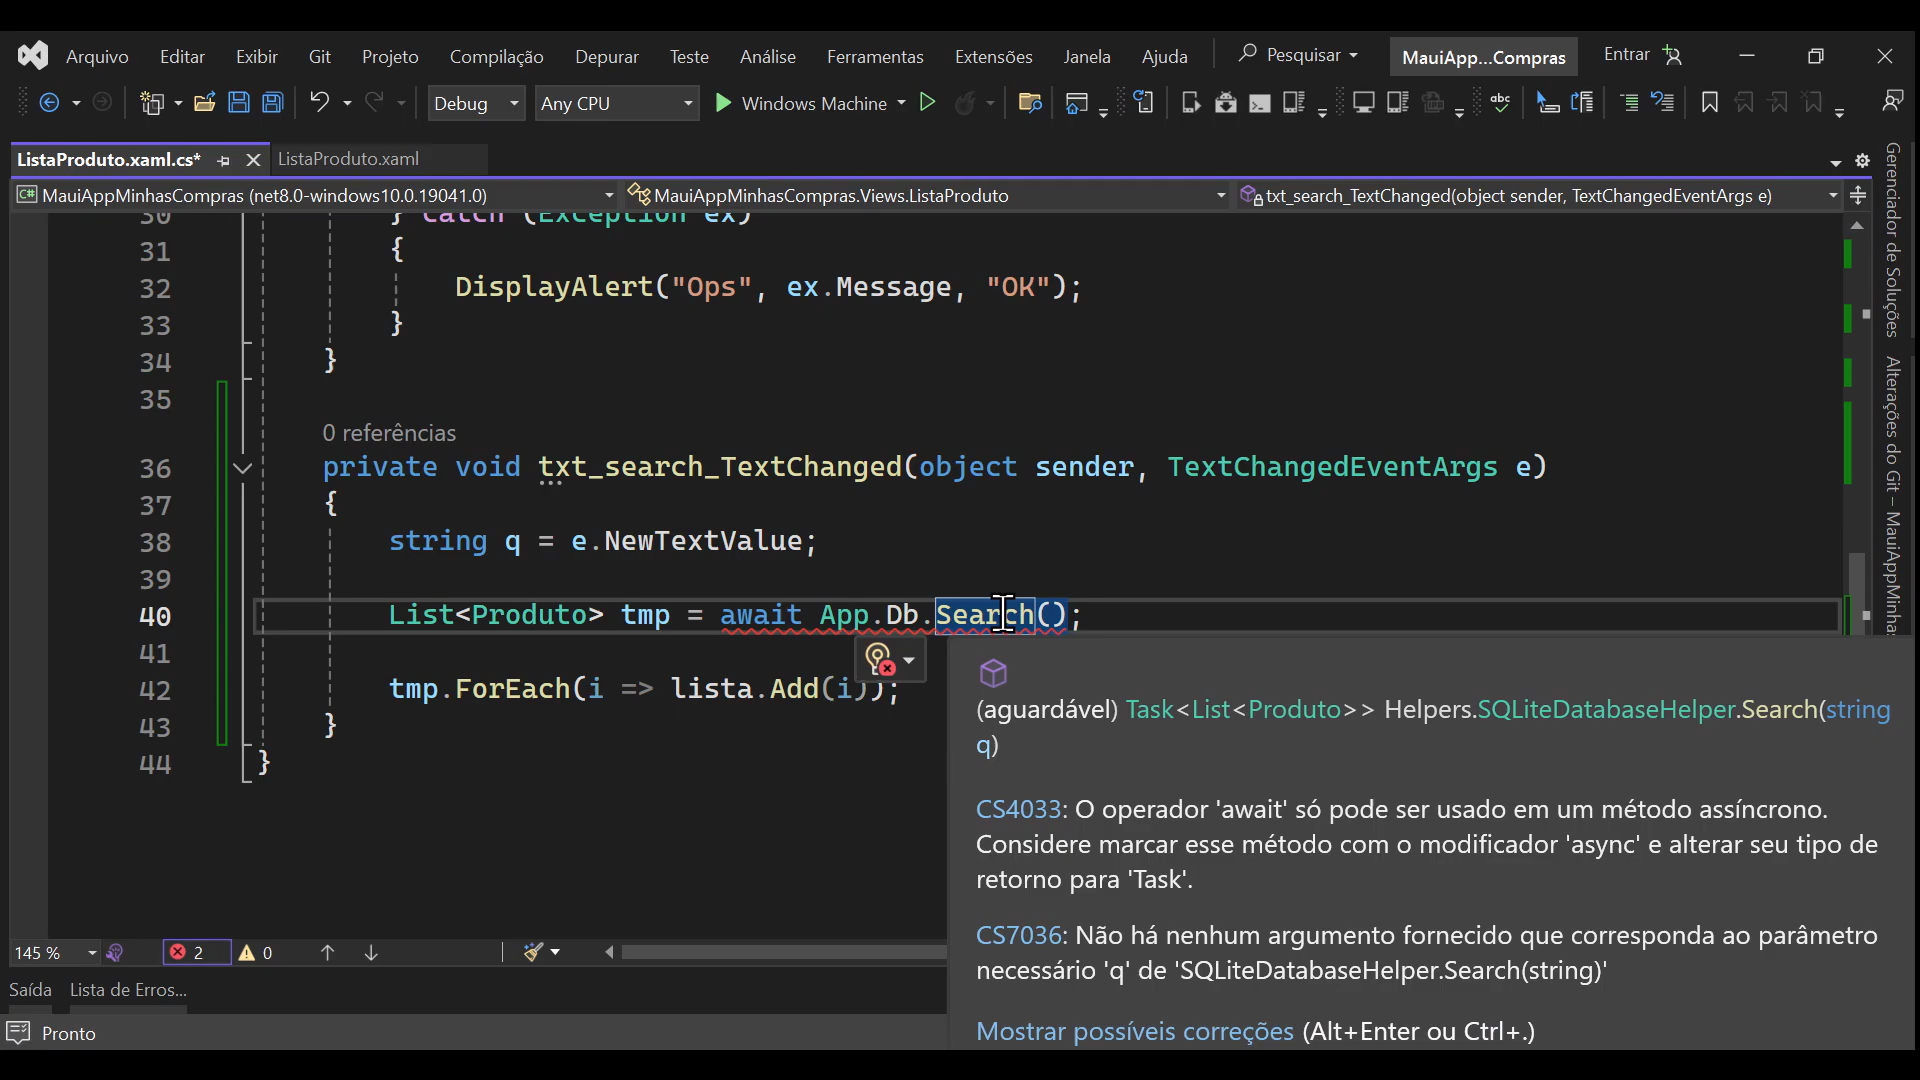 Arquivo Editar Exibir Git Projeto Compilação Depurar Teste Análise Ferramentas Extensões Janela Ajuda Pesquisar MauiApp...Compras Entrar
Debug Any CPU Windows Machine
ListaProduto.xaml.cs* ListaProduto.xaml
C# MauiAppMinhasCompras (net8.0-windows10.0.19041.0) MauiAppMinhasCompras.Views.ListaProduto txt_search_TextChanged(object sender, TextChangedEventArgs e)
30 } catch (Exception ex)
31 {
32 DisplayAlert("Ops", ex.Message, "OK");
33 }
34 }
35
0 referências
36 private void txt_search_TextChanged(object sender, TextChangedEventArgs e)
37 {
38 string q = e.NewTextValue;
39
40 List<Produto> tmp = await App.Db.Search();
41
42 tmp.ForEach(i => lista.Add(i));
43 }
44 }
(aguardável) Task<List<Produto>> Helpers.SQLiteDatabaseHelper.Search(string
q)
CS4033: O operador 'await' só pode ser usado em um método assíncrono.
Considere marcar esse método com o modificador 'async' e alterar seu tipo de
retorno para 'Task'.
CS7036: Não há nenhum argumento fornecido que corresponda ao parâmetro
necessário 'q' de 'SQLiteDatabaseHelper.Search(string)'
Mostrar possíveis correções (Alt+Enter ou Ctrl+.)
145 % 2 0
Saída Lista de Erros...
Pronto
Gerenciador de Soluções
Alterações do Git – MauiAppMinhas